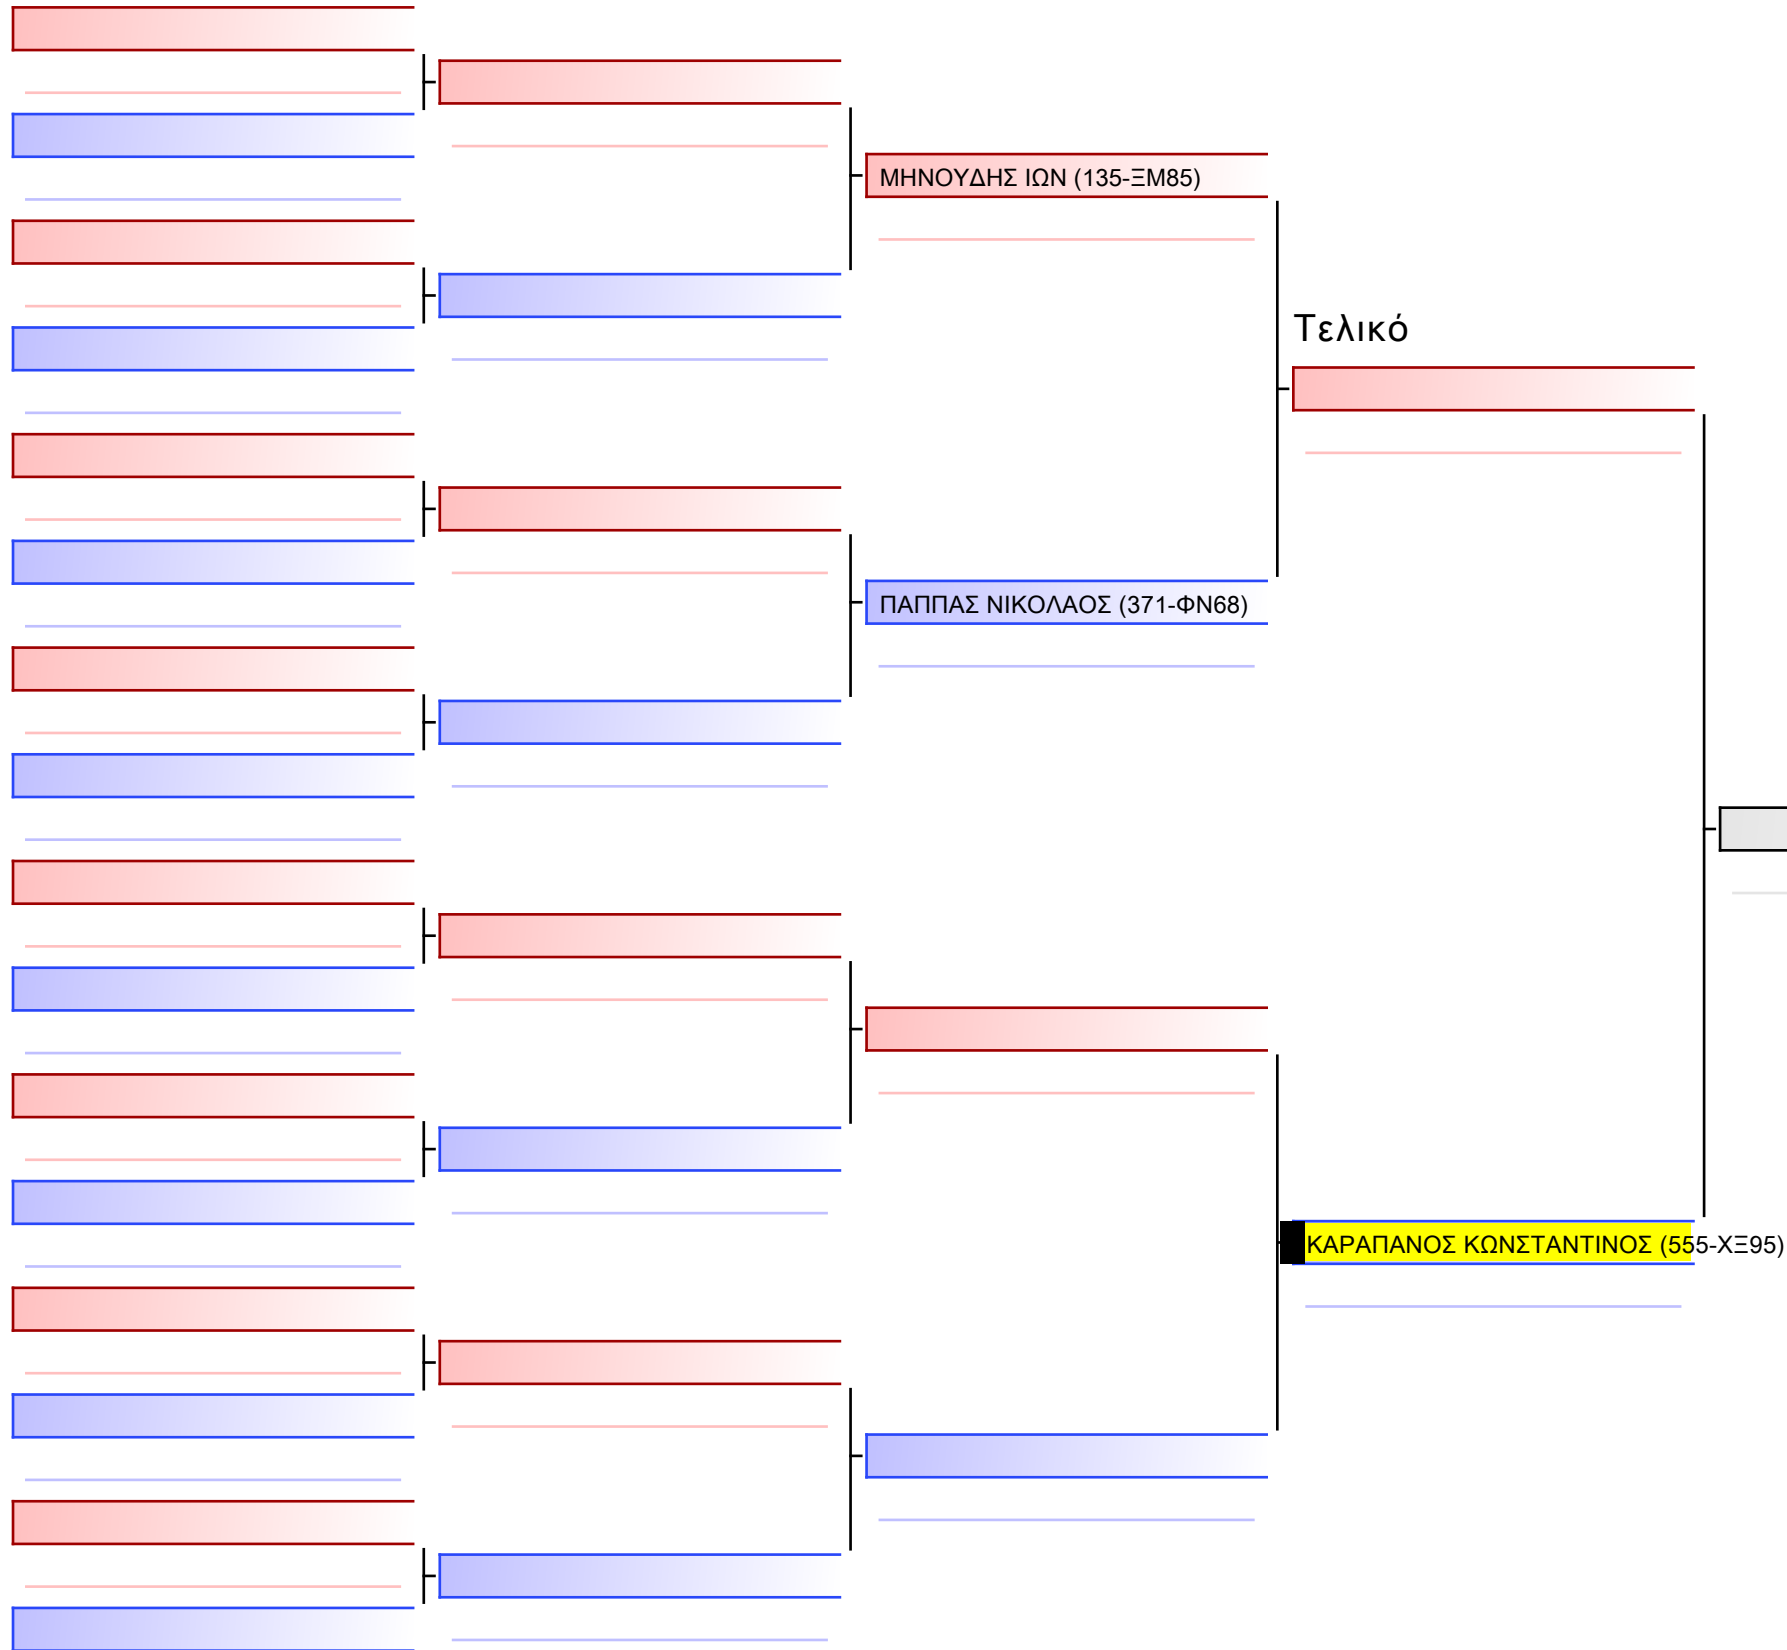 ΜΗΝΟΥΔΗΣ ΙΩΝ (135-ΞΜ85)
Τελικό
ΠΑΠΠΑΣ ΝΙΚΟΛΑΟΣ (371-ΦΝ68)
ΚΑΡΑΠΑΝΟΣ ΚΩΝΣΤΑΝΤΙΝΟΣ (555-ΧΞ95)